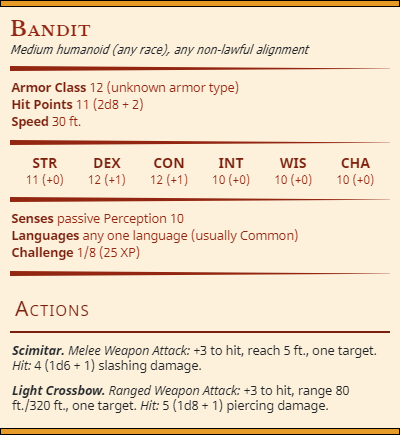 Bandit
Medium humanoid (any race), any non-lawful alignment
Armor Class 12 (unknown armor type)
Hit Points 11 (2d8 + 2)
Speed 30 ft.
STR DEX CON INT WIS CHA
11 (+0) 12 (+1) 12 (+1) 10 (+0) 10 (+0) 10 (+0)
Senses passive Perception 10
Languages any one language (usually Common)
Challenge 1/8 (25 XP)
Actions
Scimitar. Melee Weapon Attack: +3 to hit, reach 5 ft., one target.
Hit: 4 (1d6 + 1) slashing damage.
Light Crossbow. Ranged Weapon Attack: +3 to hit, range 80
ft./320 ft., one target. Hit: 5 (1d8 + 1) piercing damage.